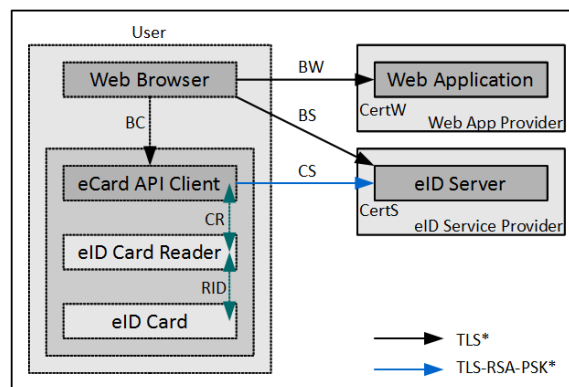 User
Web Browser
BW
Web Application
CertW
Web App Provider
BC
BS
eCard API Client
CS
eID Server
CertS
eID Service Provider
CR
eID Card Reader
RID
eID Card
TLS*
TLS-RSA-PSK*